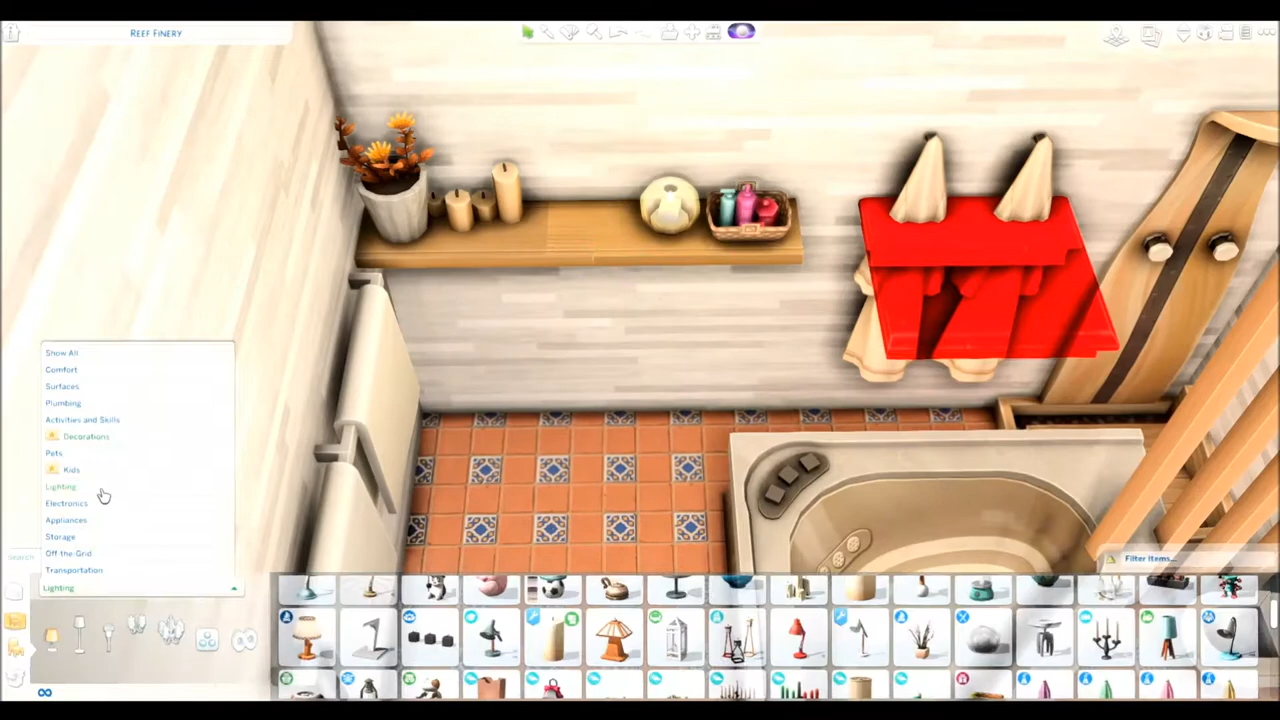 REEF FINERY
Show All
Comfort
Surfaces
Plumbing
Activities and Skills
Decorations
Pets
Kids
Lighting
Electronics
Appliances
Storage
Off-the-Grid
Transportation
Search
Lighting
Filter Items...